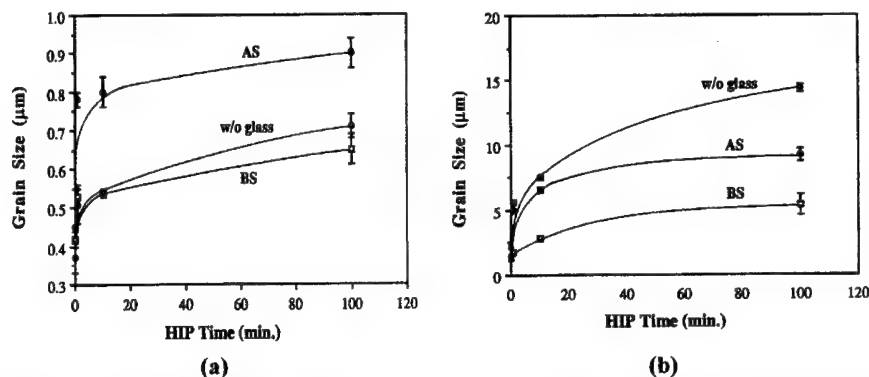 1.0
0.9
0.8
0.7
0.6
0.5
0.4
0.3
Grain Size (μm)
AS
w/o glass
BS
0 20 40 60 80 100 120
HIP Time (min.)
(a)
20
15
10
5
0
Grain Size (μm)
w/o glass
AS
BS
0 20 40 60 80 100 120
HIP Time (min.)
(b)